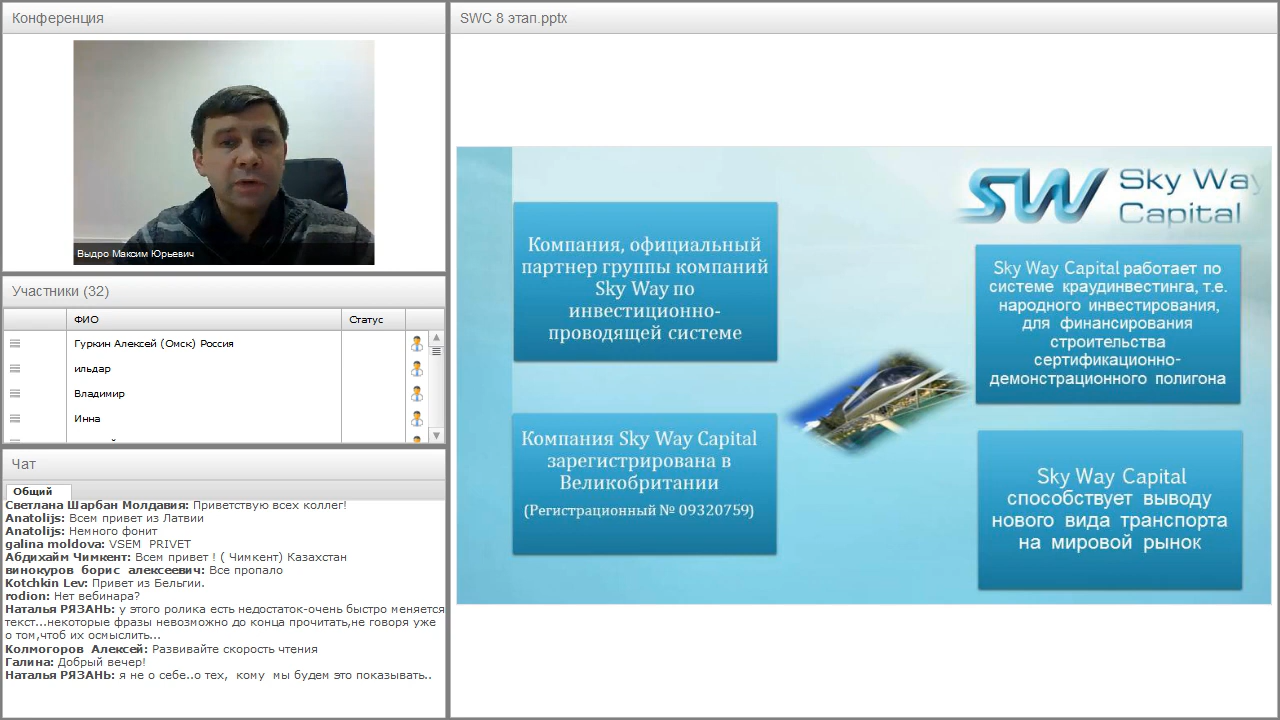 Конференция
Выдро Максим Юрьевич
Участники (32)
ФИО
Статус
Гуркин Алексей (Омск) Россия
ильдар
Владимир
Инна
Чат
Общий
Светлана Шарбан Молдавия: Приветствую всех коллег!
Anatolijs: Всем привет из Латвии
Anatolijs: Немного фонит
galina moldova: VSEM PRIVET
Абдихайм Чимкент: Всем привет ! ( Чимкент) Казахстан
винокуров борис алексеевич: Все пропало
Kotchkin Lev: Привет из Бельгии.
rodion: Нет вебинара?
Наталья РЯЗАНЬ: у этого ролика есть недостаток-очень быстро меняется
текст...некоторые фразы невозможно до конца прочитать,не говоря уже
о том,чтоб их осмыслить...
Колмогоров Алексей: Развивайте скорость чтения
Галина: Добрый вечер!
Наталья РЯЗАНЬ: я не о себе..о тех, кому мы будем это показывать..
SWC 8 этап.pptx
SW Sky Way
Capital
Компания, официальный
партнер группы компаний
Sky Way по
инвестиционно-
проводящей системе
Компания Sky Way Capital
зарегистрирована в
Великобритании
(Регистрационный № 09320759)
Sky Way Capital работает по
системе краудинвестинга, т.е.
народного инвестирования,
для финансирования
строительства
сертификационно-
демонстрационного полигона
Sky Way Capital
способствует выводу
нового вида транспорта
на мировой рынок